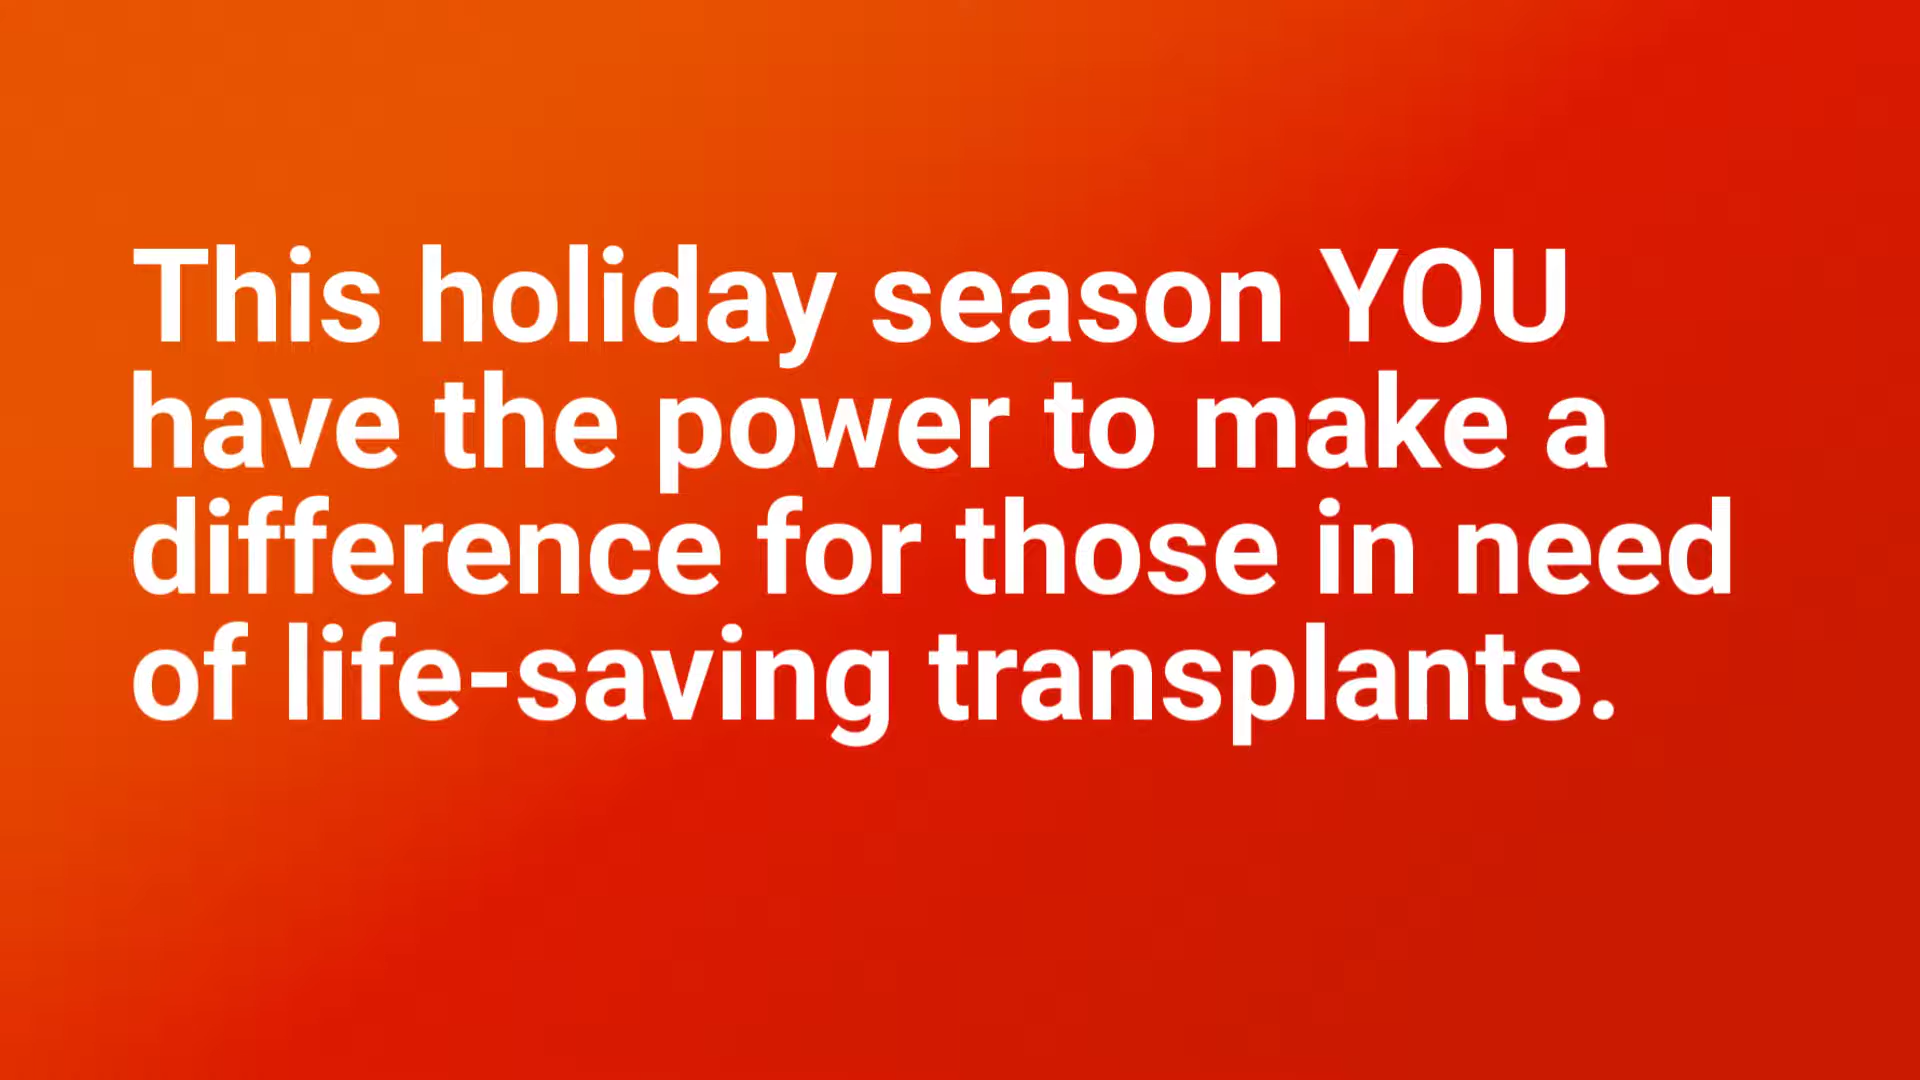 This holiday season YOU
have the power to make a
difference for those in need
of life-saving transplants.